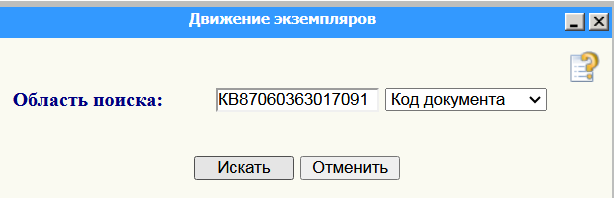 Движение экземпляров
Область поиска: КВ87060363017091 Код документа
Искать Отменить